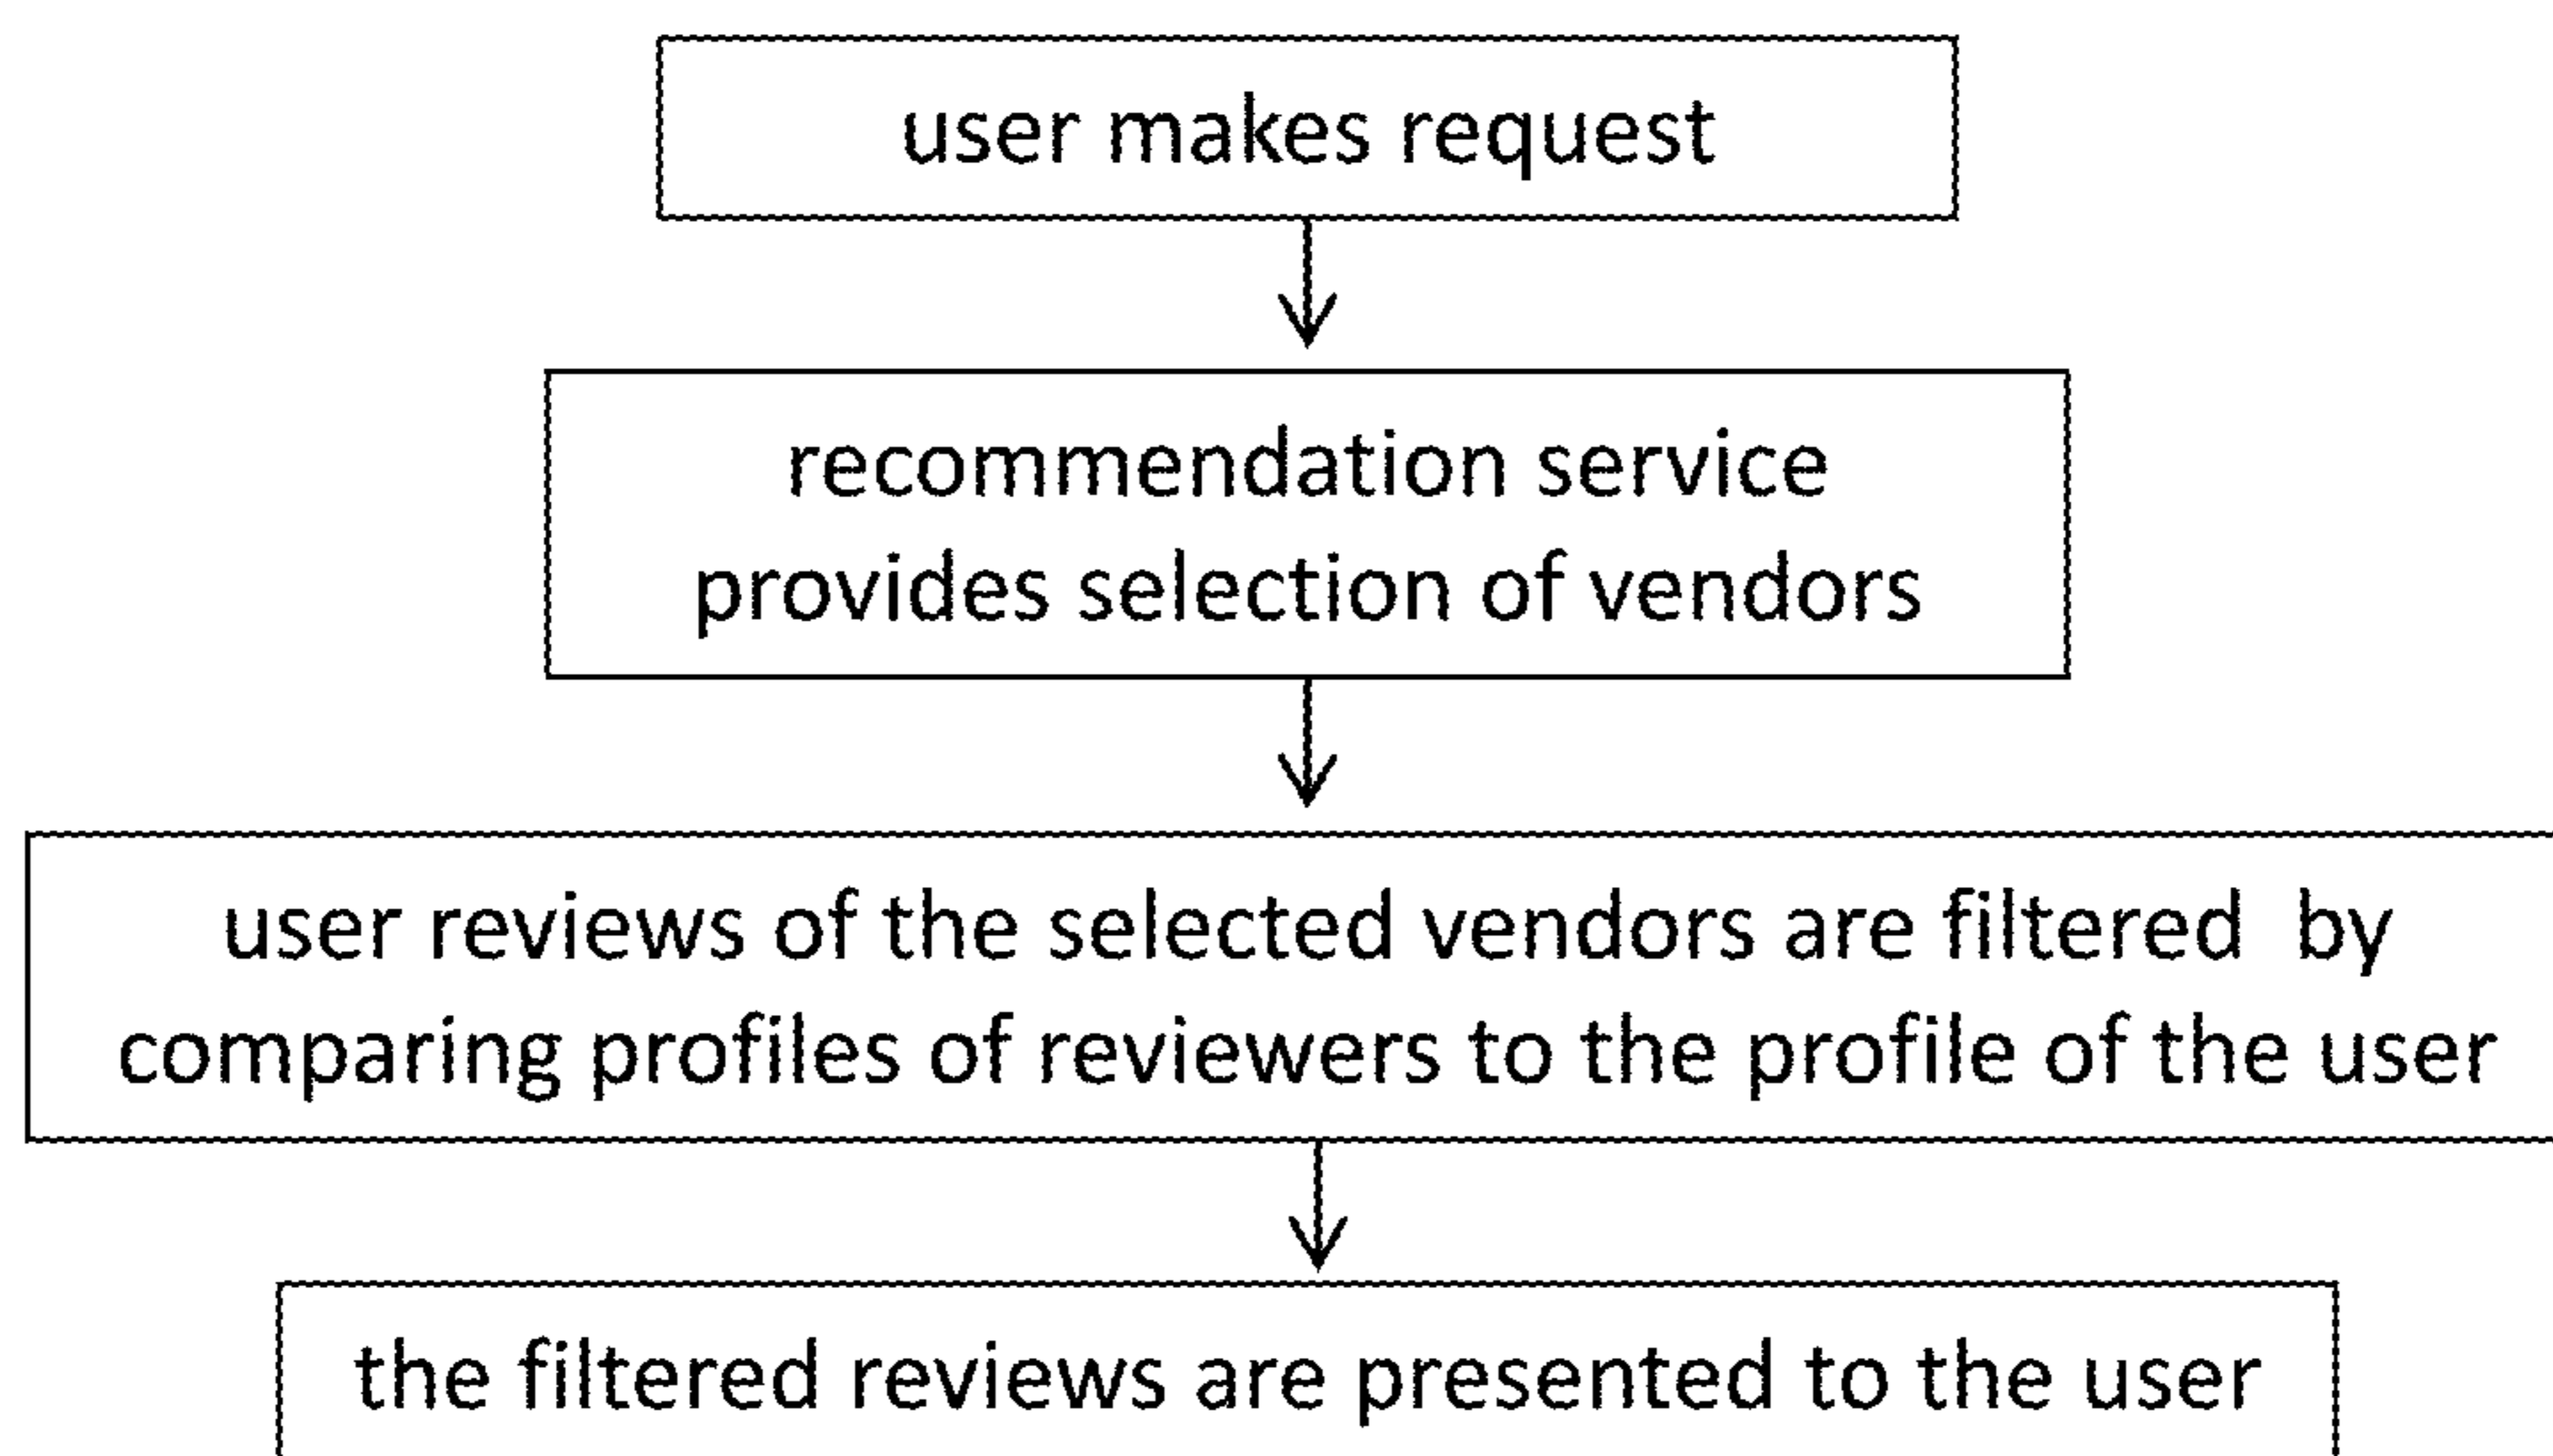 user makes request
recommendation service
provides selection of vendors
user reviews of the selected vendors are filtered  by
comparing profiles of reviewers to the profile of the user
the filtered reviews are presented to the user